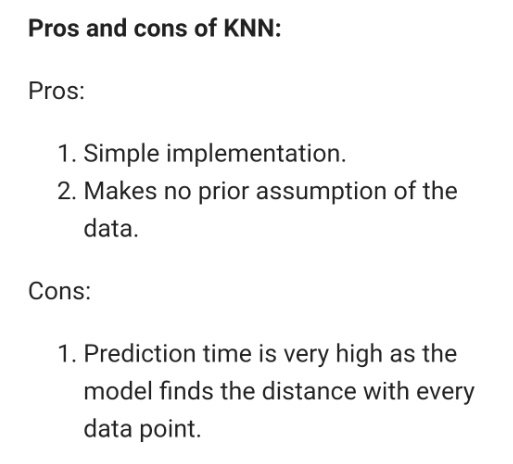 Pros and cons of KNN:
Pros:
1. Simple implementation.
2. Makes no prior assumption of the
data.
Cons:
1. Prediction time is very high as the
model finds the distance with every
data point.